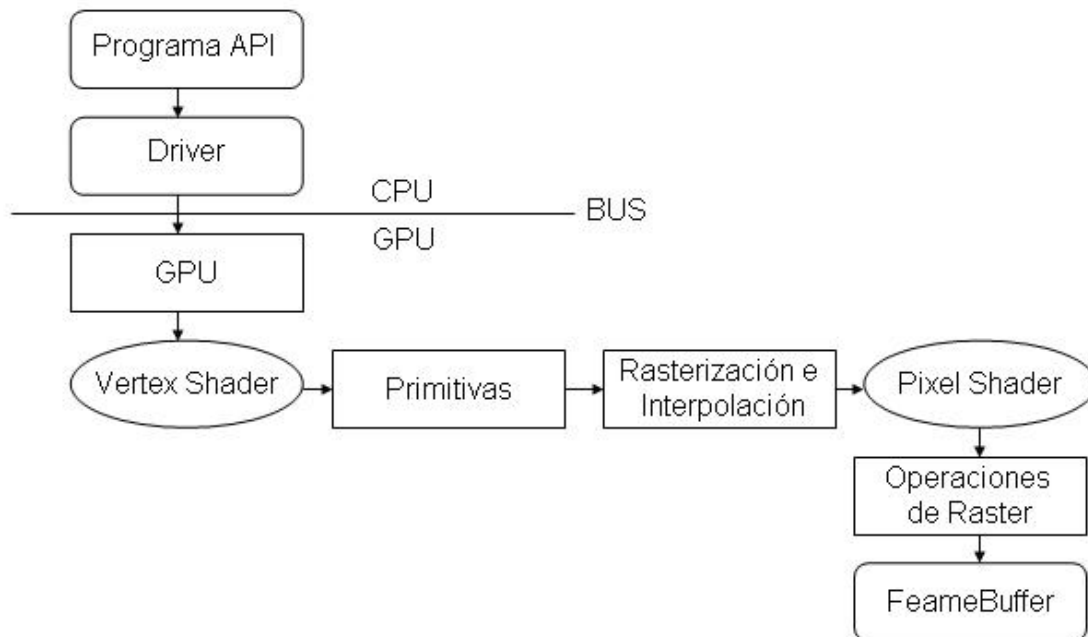 Programa API
Driver
CPU
BUS
GPU
GPU
Vertex Shader
Primitivas
Rasterización e
Interpolación
Pixel Shader
Operaciones
de Raster
FeameBuffer